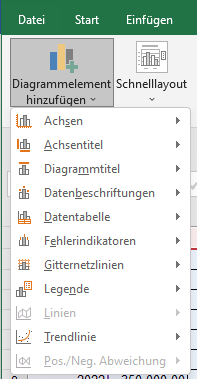 Datei Start Einfügen
Diagrammelement hinzufügen
Schnelllayout
Achsen
Achsentitel
Diagrammtitel
Datenbeschriftungen
Datentabelle
Fehlerindikatoren
Gitternetzlinien
Legende
Linien
Trendlinie
Pos./Neg. Abweichung